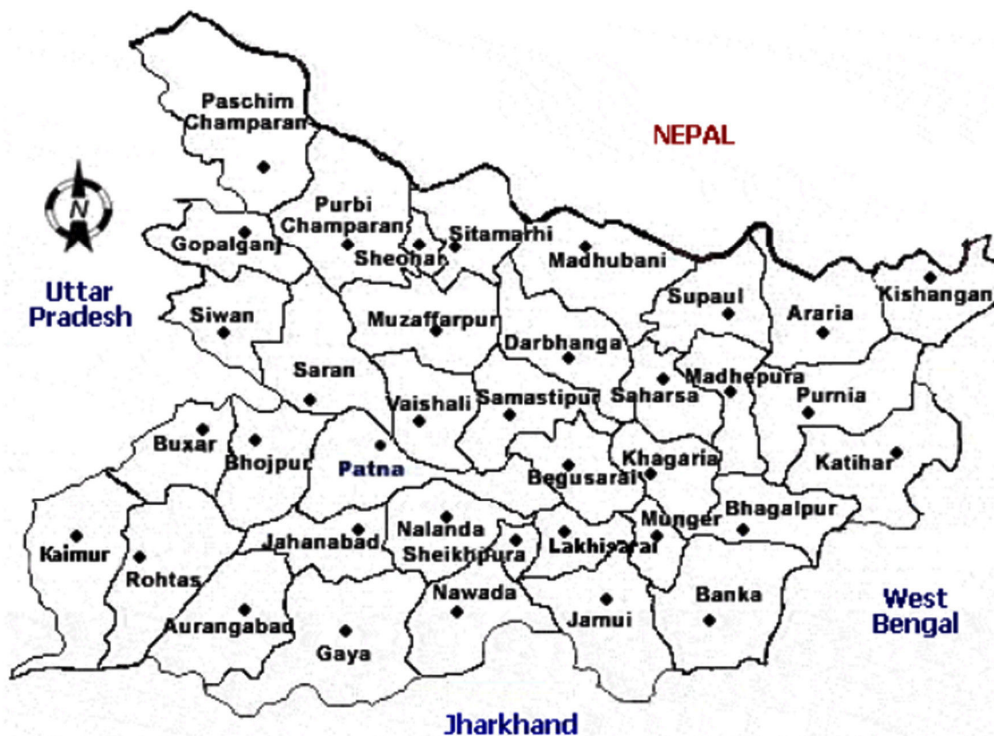 Paschim
Champaran
NEPAL
N
Purbi
Champaran
Gopalganj
Sheohar
Sitamarhi
Madhubani
Uttar
Pradesh
Siwan
Muzaffarpur
Supaul
Araria
Kishangan
Darbhanga
Saran
Vaishali
Samastipur
Saharsa
Madhepura
Purnia
Buxar
Bhojpur
Patna
Begusarai
Khagaria
Katihar
Kaimur
Rohtas
Jahanabad
Nalanda
Sheikhpura
Lakhisarai
Munger
Bhagalpur
Aurangabad
Gaya
Nawada
Jamui
Banka
West
Bengal
Jharkhand